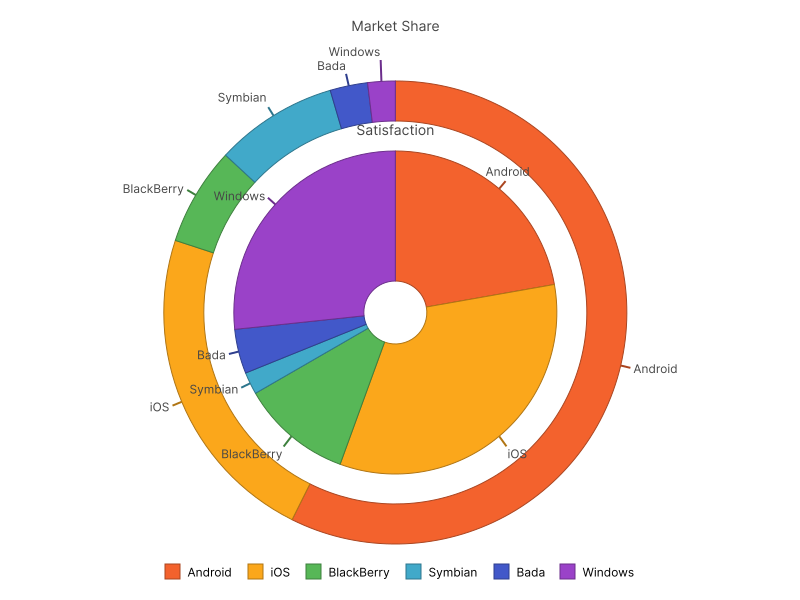 Market Share
Windows
Bada
Symbian
Satisfaction
Android
BlackBerry
Windows
Bada
Android
Symbian
iOS
BlackBerry
iOS
Android
iOS
BlackBerry
Symbian
Bada
Windows